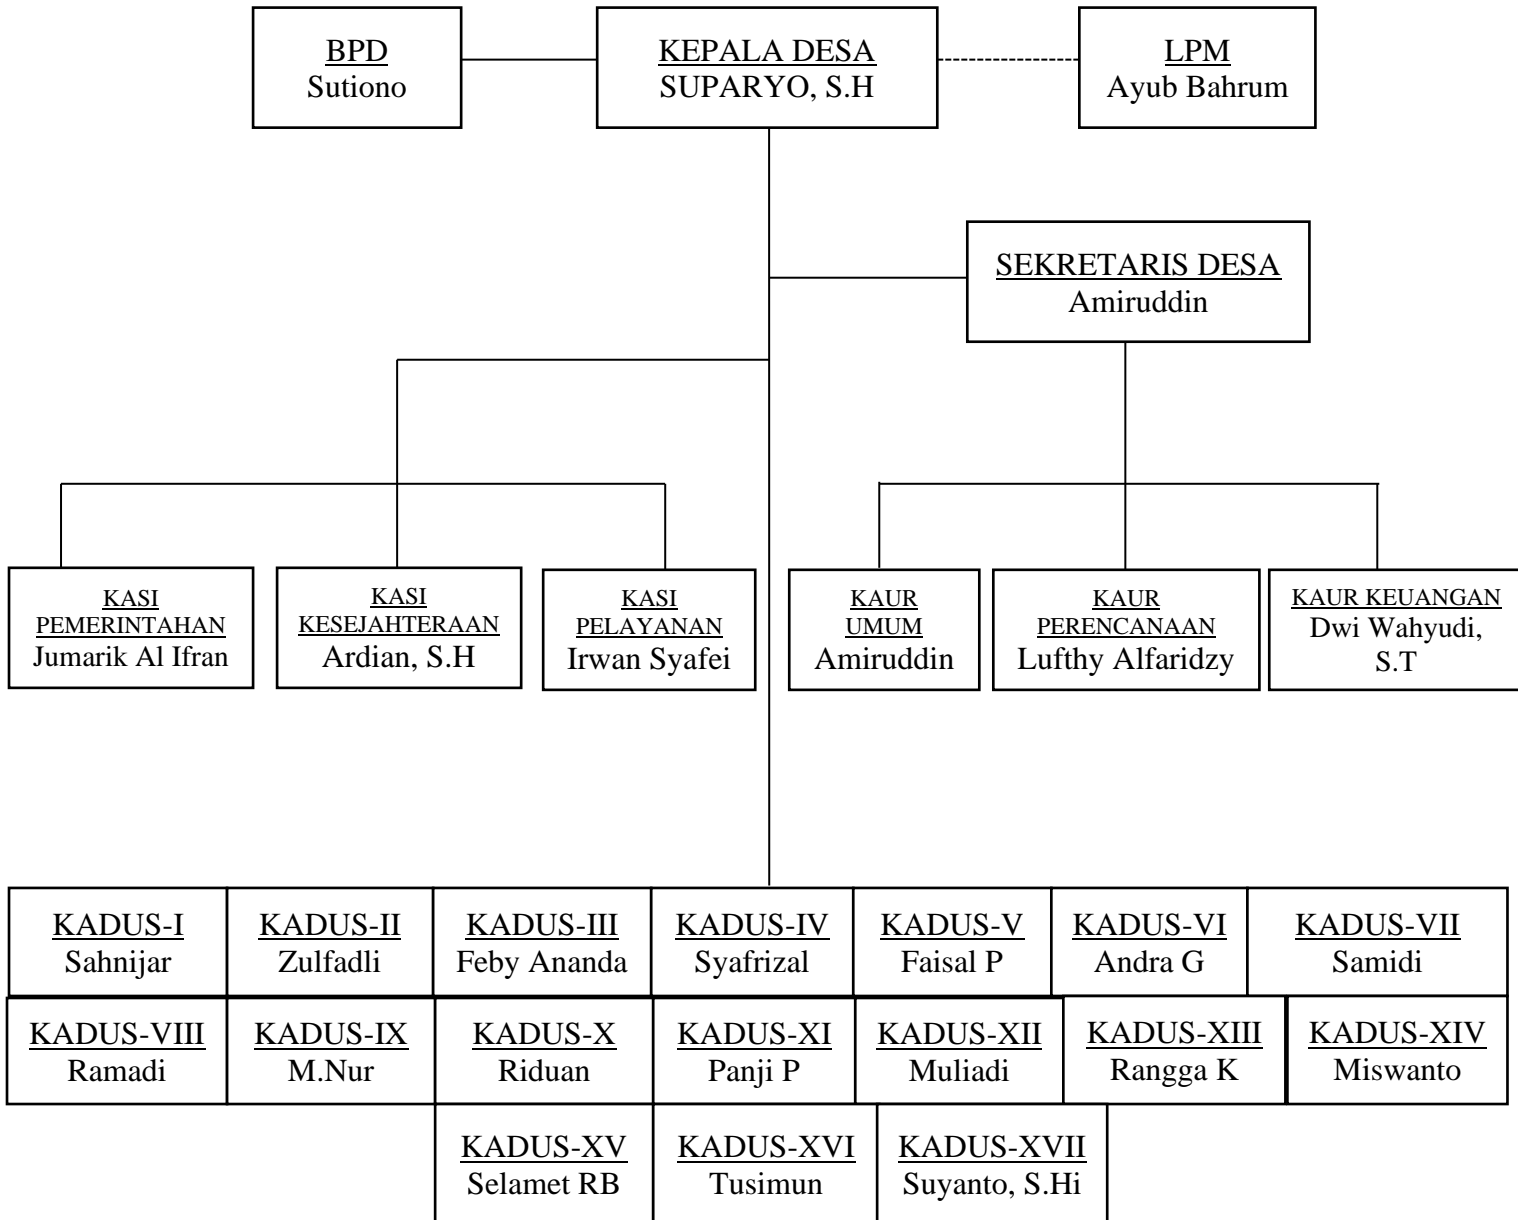 BPD
Sutiono
KEPALA DESA
SUPARYO, S.H
LPM
Ayub Bahrum
SEKRETARIS DESA
Amiruddin
KASI
PEMERINTAHAN
Jumarik Al Ifran
KASI
KESEJAHTERAAN
Ardian, S.H
KASI
PELAYANAN
Irwan Syafei
KAUR
UMUM
Amiruddin
KAUR
PERENCANAAN
Lufthy Alfaridzy
KAUR KEUANGAN
Dwi Wahyudi,
S.T
KADUS-I
Sahnijar
KADUS-II
Zulfadli
KADUS-III
Feby Ananda
KADUS-IV
Syafrizal
KADUS-V
Faisal P
KADUS-VI
Andra G
KADUS-VII
Samidi
KADUS-VIII
Ramadi
KADUS-IX
M.Nur
KADUS-X
Riduan
KADUS-XI
Panji P
KADUS-XII
Muliadi
KADUS-XIII
Rangga K
KADUS-XIV
Miswanto
KADUS-XV
Selamet RB
KADUS-XVI
Tusimun
KADUS-XVII
Suyanto, S.Hi